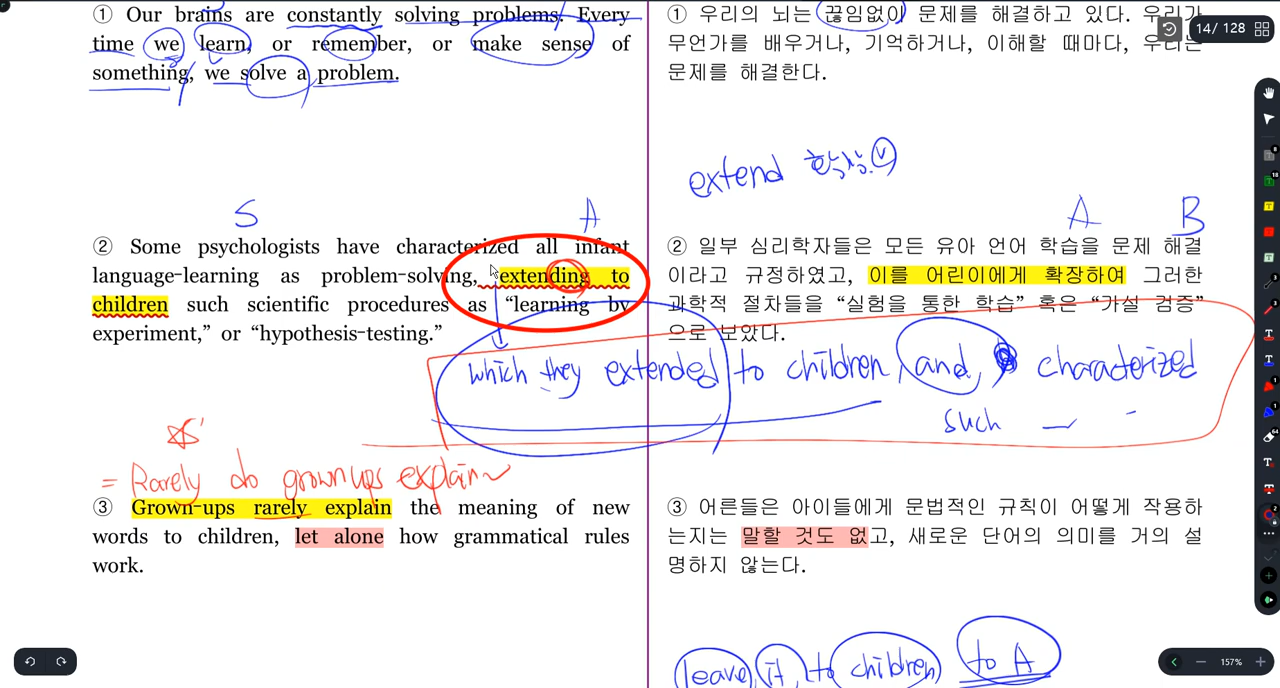 ① Our brains are constantly solving problems. Every
time we learn, or remember, or make sense of
something, we solve a problem.
① 우리의 뇌는 끊임없이 문제를 해결하고 있다. 우리가
무언가를 배우거나, 기억하거나, 이해할 때마다, 우리는
문제를 해결한다.
14 / 128
extend
S
A
② Some psychologists have characterized all infant
language-learning as problem-solving, extending to
children such scientific procedures as “learning by
experiment,” or “hypothesis-testing.”
A B
② 일부 심리학자들은 모든 유아 언어 학습을 문제 해결
이라고 규정하였고, 이를 어린이에게 확장하여 그러한
과학적 절차들을 “실험을 통한 학습” 혹은 “가설 검증”
으로 보았다.
which they extended to children, and, characterized
such
= Rarely do grownups explain~
③ Grown-ups rarely explain the meaning of new
words to children, let alone how grammatical rules
work.
③ 어른들은 아이들에게 문법적인 규칙이 어떻게 작용하
는지는 말할 것도 없고, 새로운 단어의 의미를 거의 설
명하지 않는다.
leave it to children to A
157%